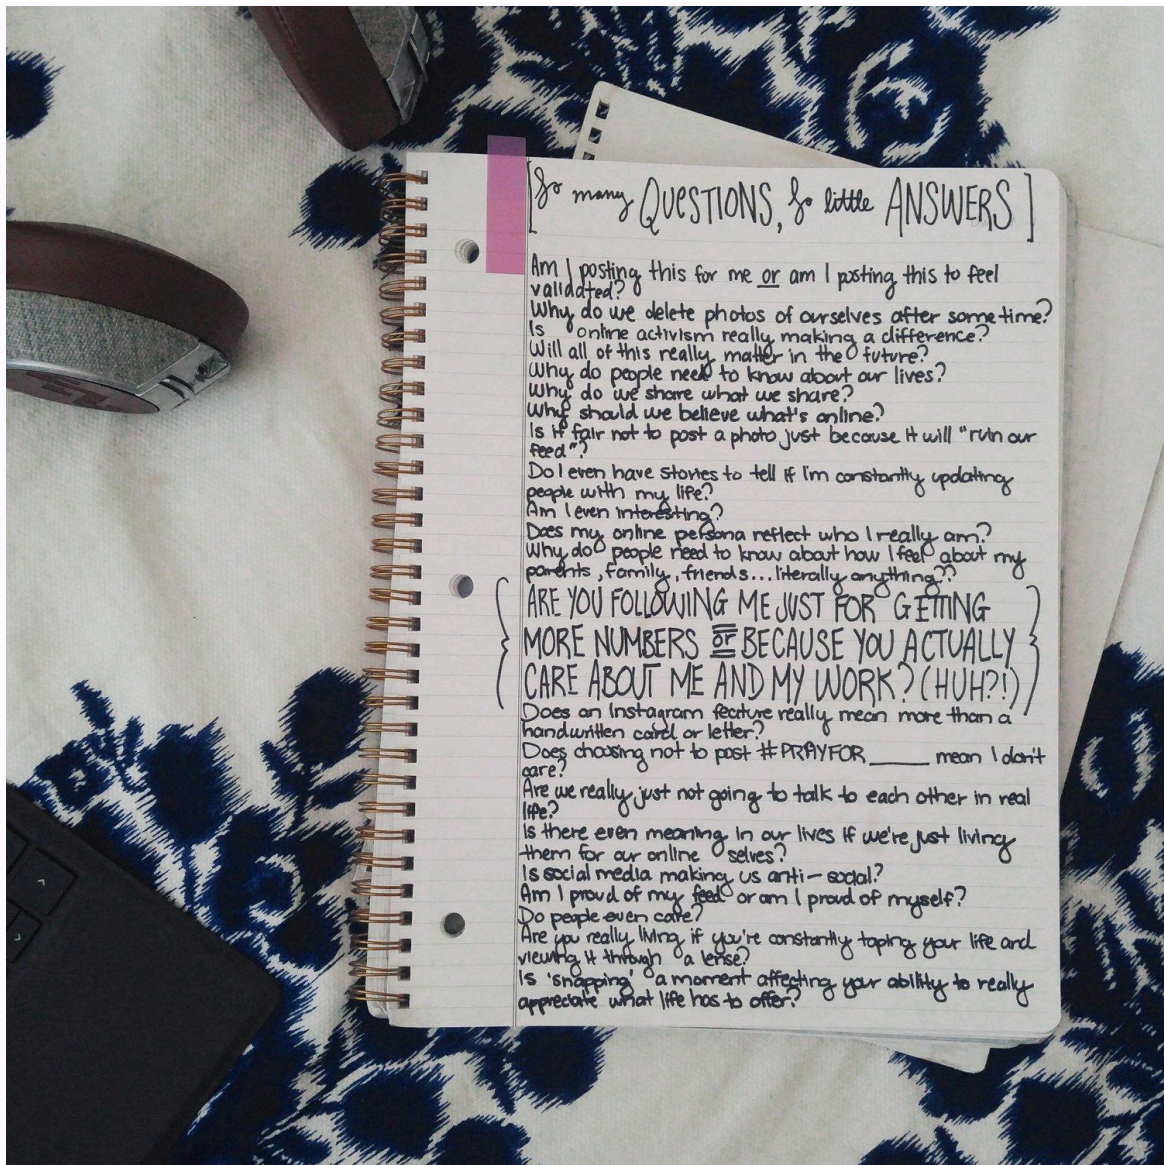 [So many QUESTIONS, So little ANSWERS]
Am I posting this for me or am I posting this to feel
validated?
Why do we delete photos of ourselves after some time?
Is online activism really making a difference?
Will all of this really matter in the future?
Why do people need to know about our lives?
Why do we share what we share?
Why should we believe what's online?
Is it fair not to post a photo just because it will "ruin our
feed"?
Do I even have stories to tell if I'm constantly updating
people with my life?
Am I even interesting?
Does my online persona reflect who I really am?
Why do people need to know about how I feel about my
parents, family, friends...literally anything??
{ARE YOU FOLLOWING ME JUST FOR GETTING
MORE NUMBERS or BECAUSE YOU ACTUALLY
CARE ABOUT ME AND MY WORK? (HUH?!)}
Does an Instagram feature really mean more than a
handwritten card or letter?
Does choosing not to post #PRAYFOR_____ mean I don't
care?
Are we really just not going to talk to each other in real
life?
Is there even meaning in our lives if we're just living
them for our online selves?
Is social media making us anti-social?
Am I proud of my feed or am I proud of myself?
Do people even care?
Are you really living if you're constantly taping your life and
viewing it through a lense?
Is 'snapping' a moment affecting your ability to really
appreciate what life has to offer?